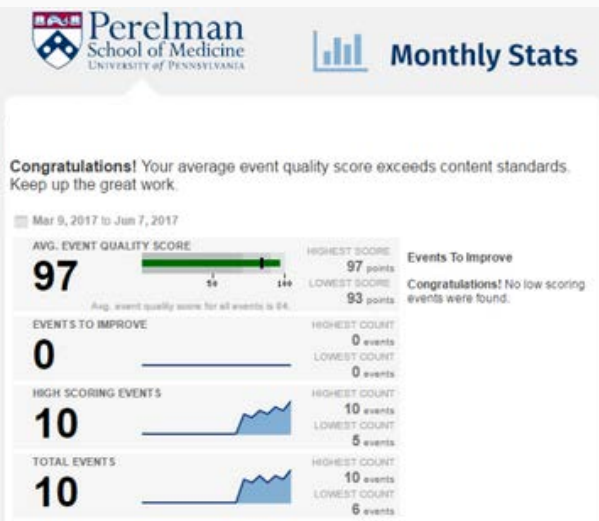 Perelman
School of Medicine
UNIVERSITY of PENNSYLVANIA
Monthly Stats
Congratulations! Your average event quality score exceeds content standards.
Keep up the great work.
Mar 9, 2017 to Jun 7, 2017
AVG. EVENT QUALITY SCORE
97
50
100
Avg. event quality score for all events is 84.
HIGHEST SCORE
97 points
LOWEST SCORE
93 points
Events To Improve
Congratulations! No low scoring
events were found.
EVENTS TO IMPROVE
0
HIGHEST COUNT
0 events
LOWEST COUNT
0 events
HIGH SCORING EVENTS
10
HIGHEST COUNT
10 events
LOWEST COUNT
5 events
TOTAL EVENTS
10
HIGHEST COUNT
10 events
LOWEST COUNT
6 events